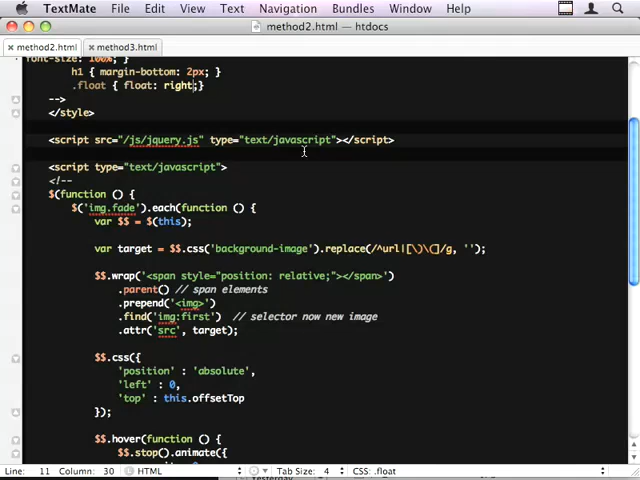 TextMate File Edit View Text Navigation Bundles Window Help
method2.html — htdocs
method2.html method3.html
font-size: 100%; }
h1 { margin-bottom: 2px; }
.float { float: right;}
-->
</style>
<script src="/js/jquery.js" type="text/javascript"></script>
<script type="text/javascript">
<!--
$(function () {
$('img.fade').each(function () {
var $$ = $(this);
var target = $$.css('background-image').replace(/^url|[\)\(]/g, '');
$$.wrap('<span style="position: relative;"></span>')
.parent() // span elements
.prepend('<img>')
.find('img:first') // selector now new image
.attr('src', target);
$$.css({
'position' : 'absolute',
'left' : 0,
'top' : this.offsetTop
});
$$.hover(function () {
$$.stop().animate({
Line: 11 Column: 30 HTML Tab Size: 4 CSS: .float
Yesterday